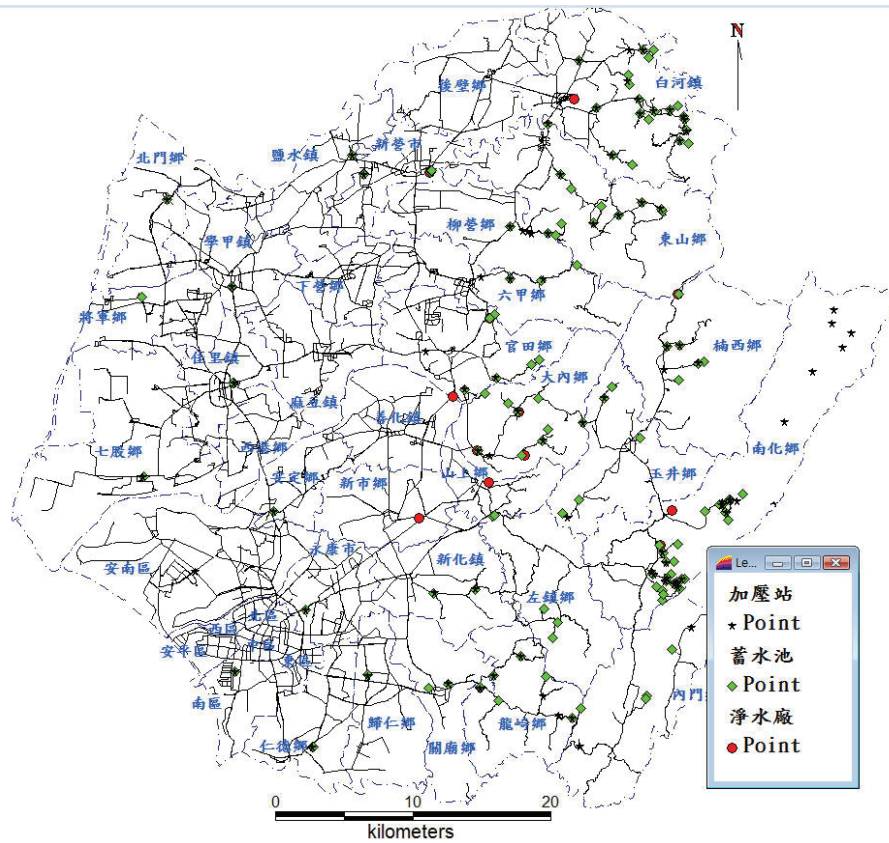 N
後壁鄉
白河鎮
新營市
鹽水鎮
北門鄉
柳營鄉
東山鄉
學甲鎮
下營鄉
六甲鄉
將軍鄉
官田鄉
楠西鄉
佳里鎮
大內鄉
麻豆鎮
善化鎮
七股鄉
西港鄉
南化鄉
安定鄉
新市鄉
山上鄉
玉井鄉
永康市
安南區
新化鎮
左鎮鄉
北區
西區
安平區
中區
東區
南區
歸仁鄉
龍崎鄉
內門
仁德鄉
關廟鄉
Le...
加壓站
Point
蓄水池
Point
淨水廠
Point
0 10 20
kilometers